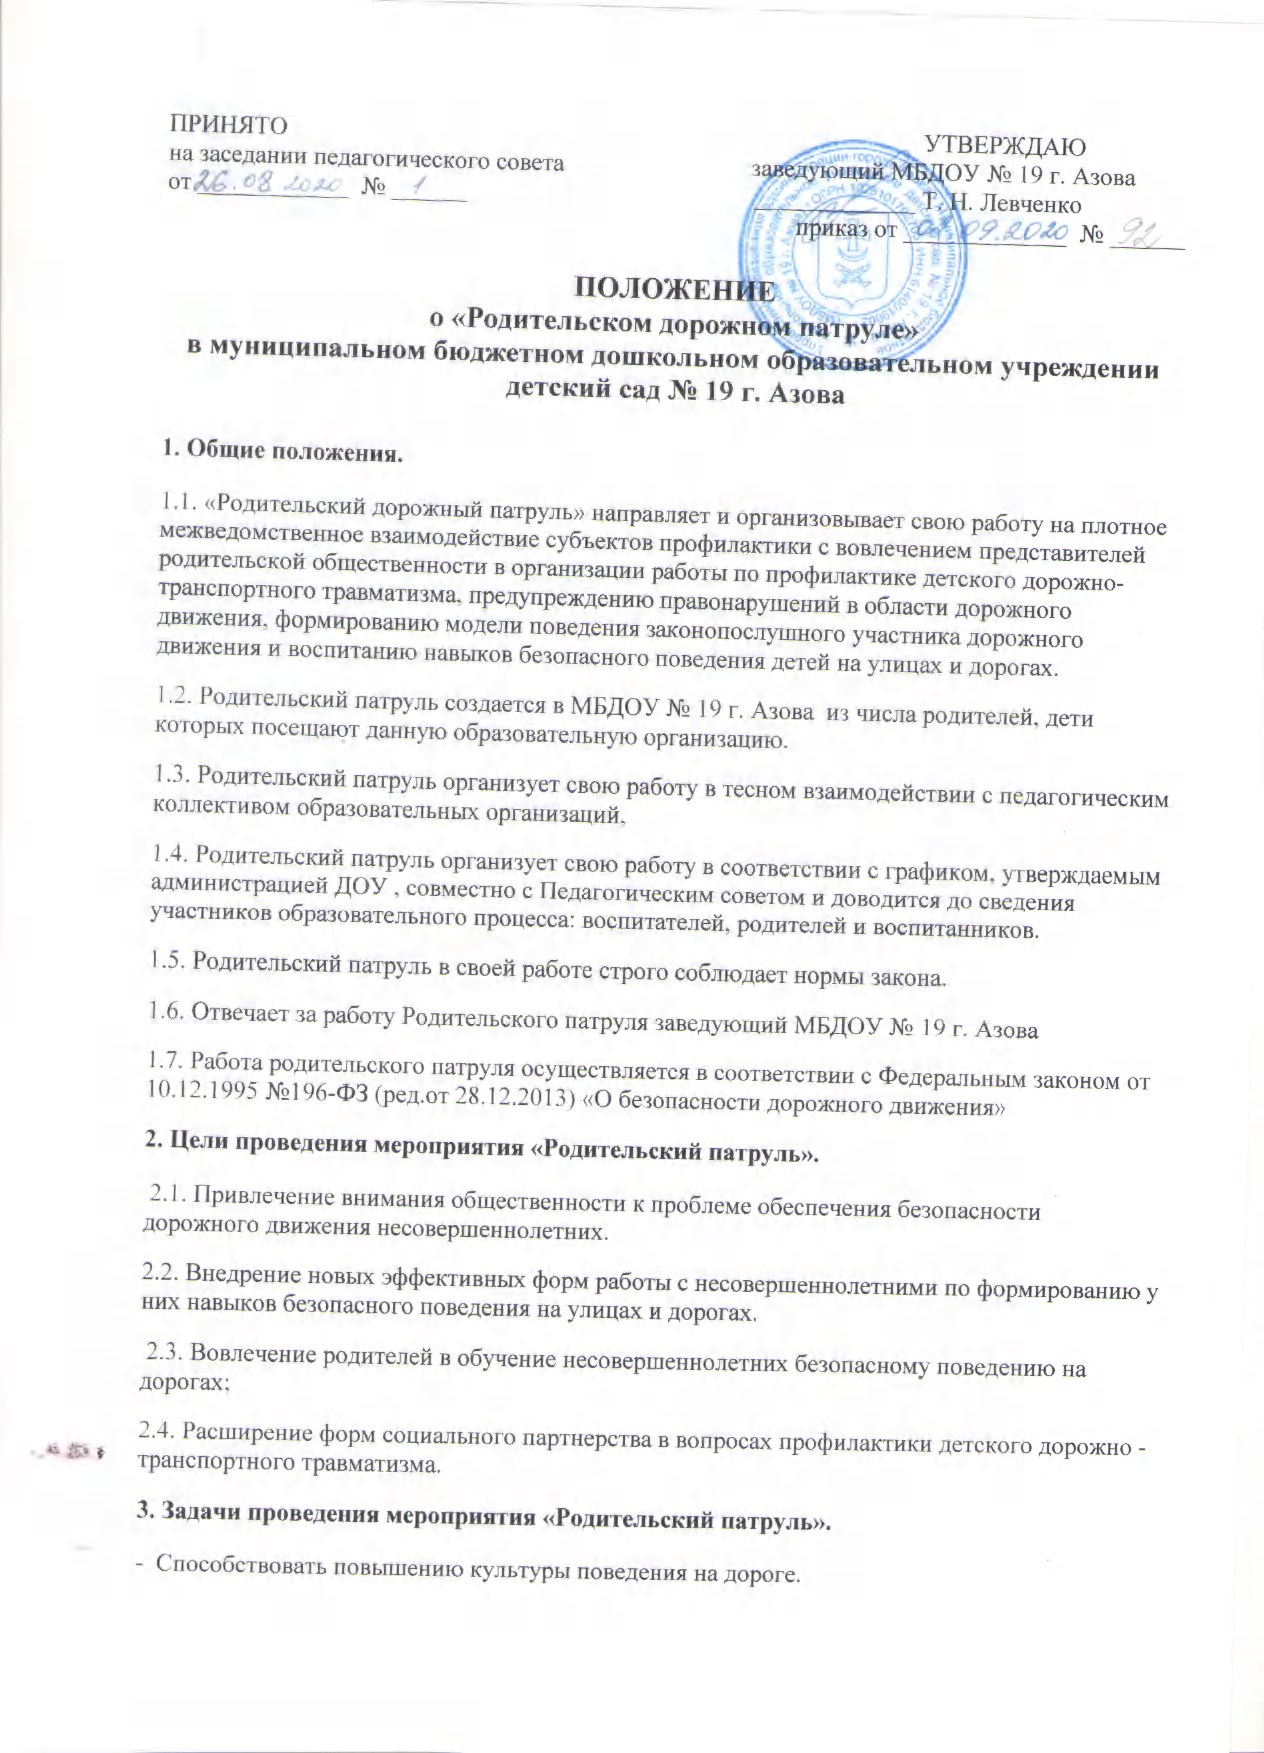 ПРИНЯТО
на заседании педагогического совета
от 26.08 2020 № 1
УТВЕРЖДАЮ
заведующий МБДОУ № 19 г. Азова
Т. Н. Левченко
приказ от 09.2020 № 92
ПОЛОЖЕНИЕ
о «Родительском дорожном патруле»
в муниципальном бюджетном дошкольном образовательном учреждении
детский сад № 19 г. Азова
1. Общие положения.
1.1. «Родительский дорожный патруль» направляет и организовывает свою работу на плотное
межведомственное взаимодействие субъектов профилактики с вовлечением представителей
родительской общественности в организации работы по профилактике детского дорожно-
транспортного травматизма, предупреждению правонарушений в области дорожного
движения, формированию модели поведения законопослушного участника дорожного
движения и воспитанию навыков безопасного поведения детей на улицах и дорогах.
1.2. Родительский патруль создается в МБДОУ № 19 г. Азова из числа родителей, дети
которых посещают данную образовательную организацию.
1.3. Родительский патруль организует свою работу в тесном взаимодействии с педагогическим
коллективом образовательных организаций,
1.4. Родительский патруль организует свою работу в соответствии с графиком, утверждаемым
администрацией ДОУ , совместно с Педагогическим советом и доводится до сведения
участников образовательного процесса: воспитателей, родителей и воспитанников.
1.5. Родительский патруль в своей работе строго соблюдает нормы закона.
1.6. Отвечает за работу Родительского патруля заведующий МБДОУ № 19 г. Азова
1.7. Работа родительского патруля осуществляется в соответствии с Федеральным законом от
10.12.1995 №196-ФЗ (ред.от 28.12.2013) «О безопасности дорожного движения»
2. Цели проведения мероприятия «Родительский патруль».
2.1. Привлечение внимания общественности к проблеме обеспечения безопасности
дорожного движения несовершеннолетних.
2.2. Внедрение новых эффективных форм работы с несовершеннолетними по формированию у
них навыков безопасного поведения на улицах и дорогах.
2.3. Вовлечение родителей в обучение несовершеннолетних безопасному поведению на
дорогах;
2.4. Расширение форм социального партнерства в вопросах профилактики детского дорожно -
транспортного травматизма.
3. Задачи проведения мероприятия «Родительский патруль».
- Способствовать повышению культуры поведения на дороге.